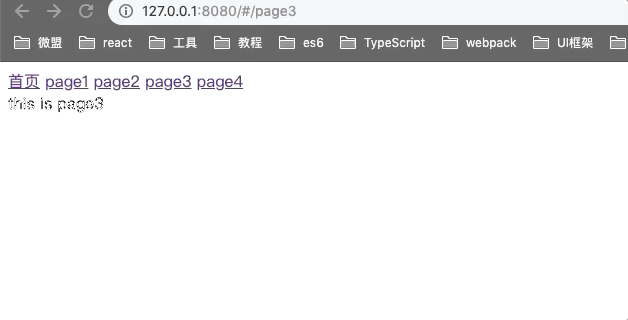 127.0.0.1:8080/#/page3
微盟 react 工具 教程 es6 TypeScript webpack UI框架
首页 page1 page2 page3 page4
this is page3